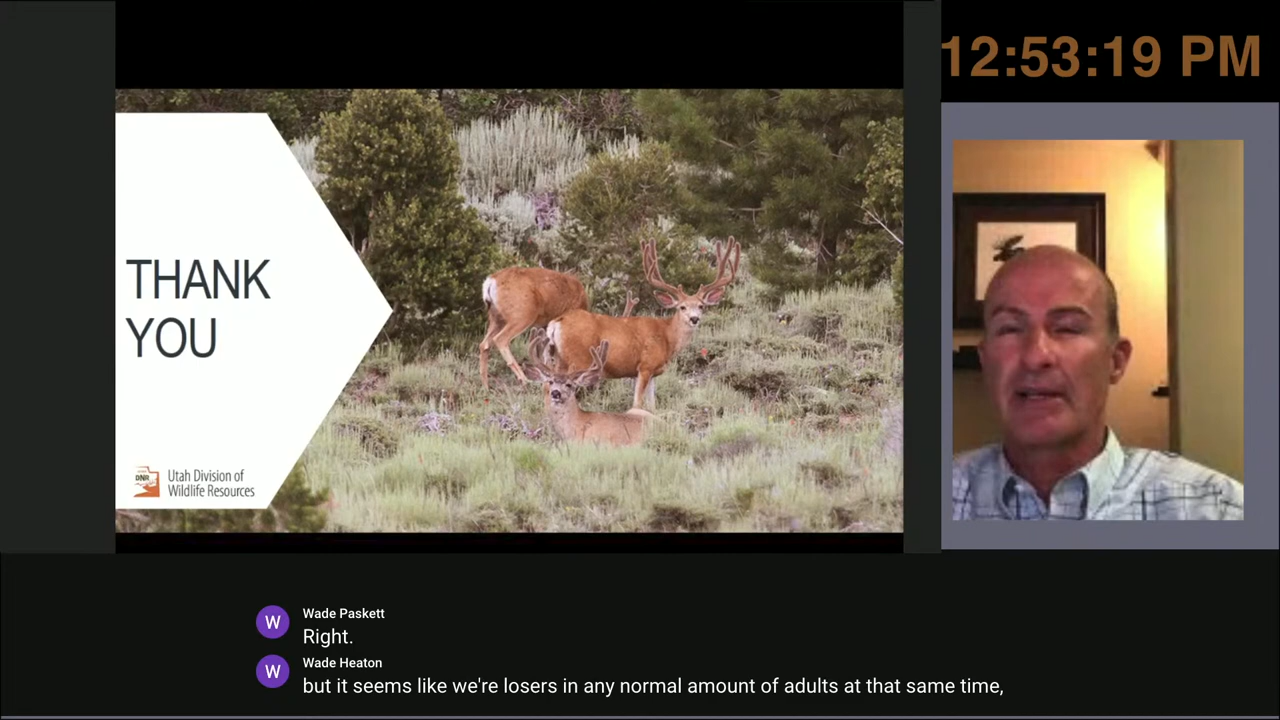 12:53:19 PM
THANK
YOU
DNR
Utah Division of
Wildlife Resources
W
Wade Paskett
Right.
W
Wade Heaton
but it seems like we're losers in any normal amount of adults at that same time,